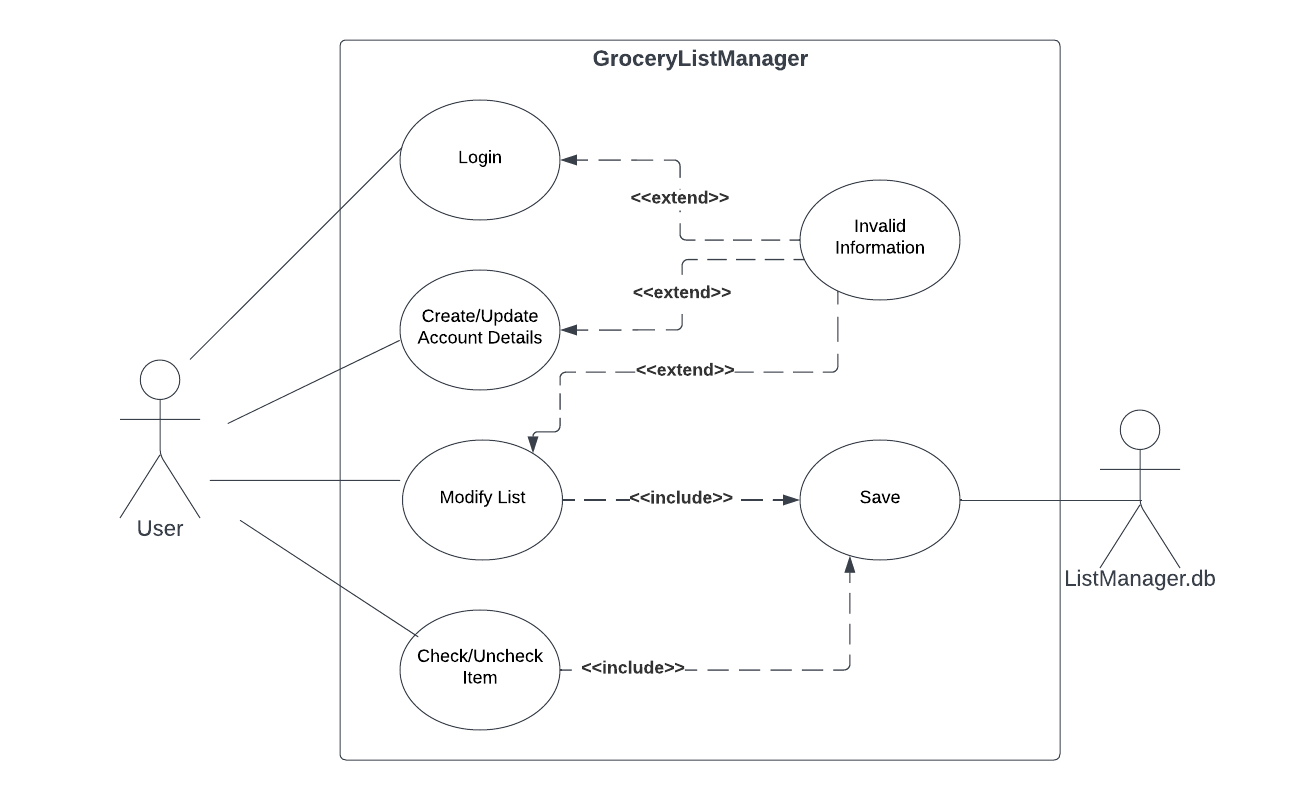 GroceryListManager
Login
<<extend>>
Invalid
Information
<<extend>>
Create/Update
Account Details
<<extend>>
Modify List
<<include>>
Save
User
ListManager.db
Check/Uncheck
Item
<<include>>